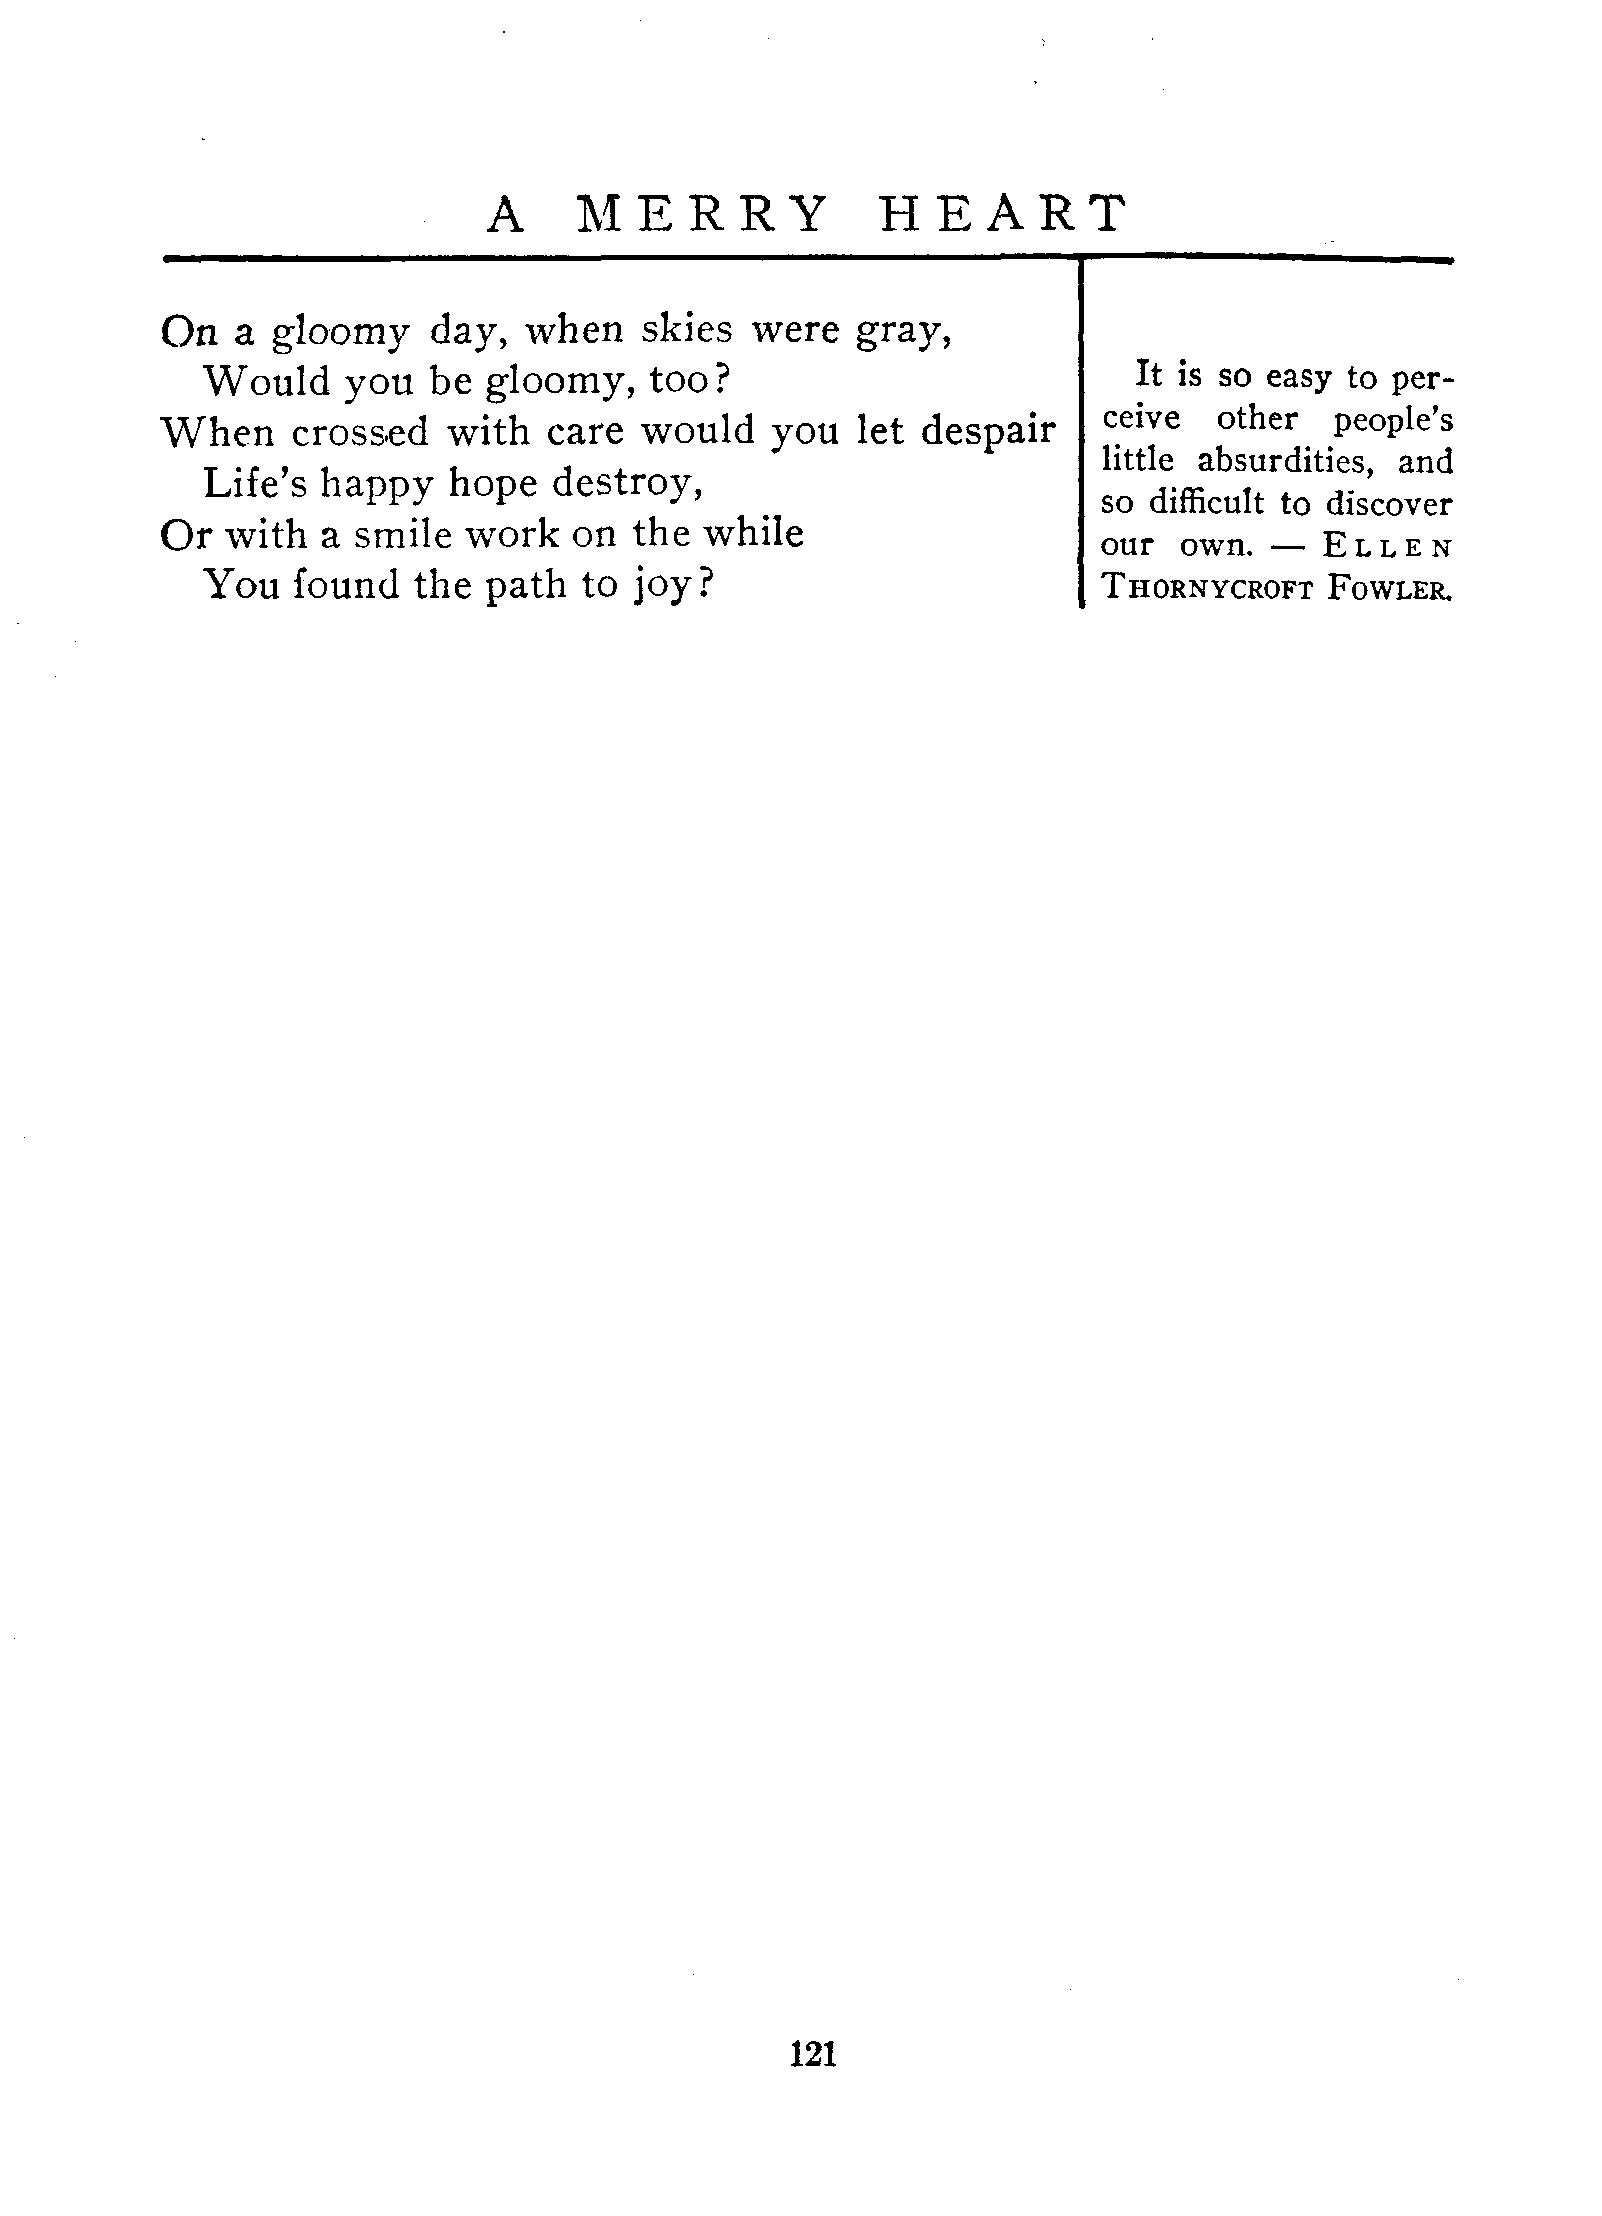 A MERRY HEART
On a gloomy day, when skies were gray,
Would you be gloomy, too?
When crossed with care would you let despair
Life's happy hope destroy,
Or with a smile work on the while
You found the path to joy?
It is so easy to per-
ceive other people's
little absurdities, and
so difficult to discover
our own. — ELLEN
THORNYCROFT FOWLER.
121